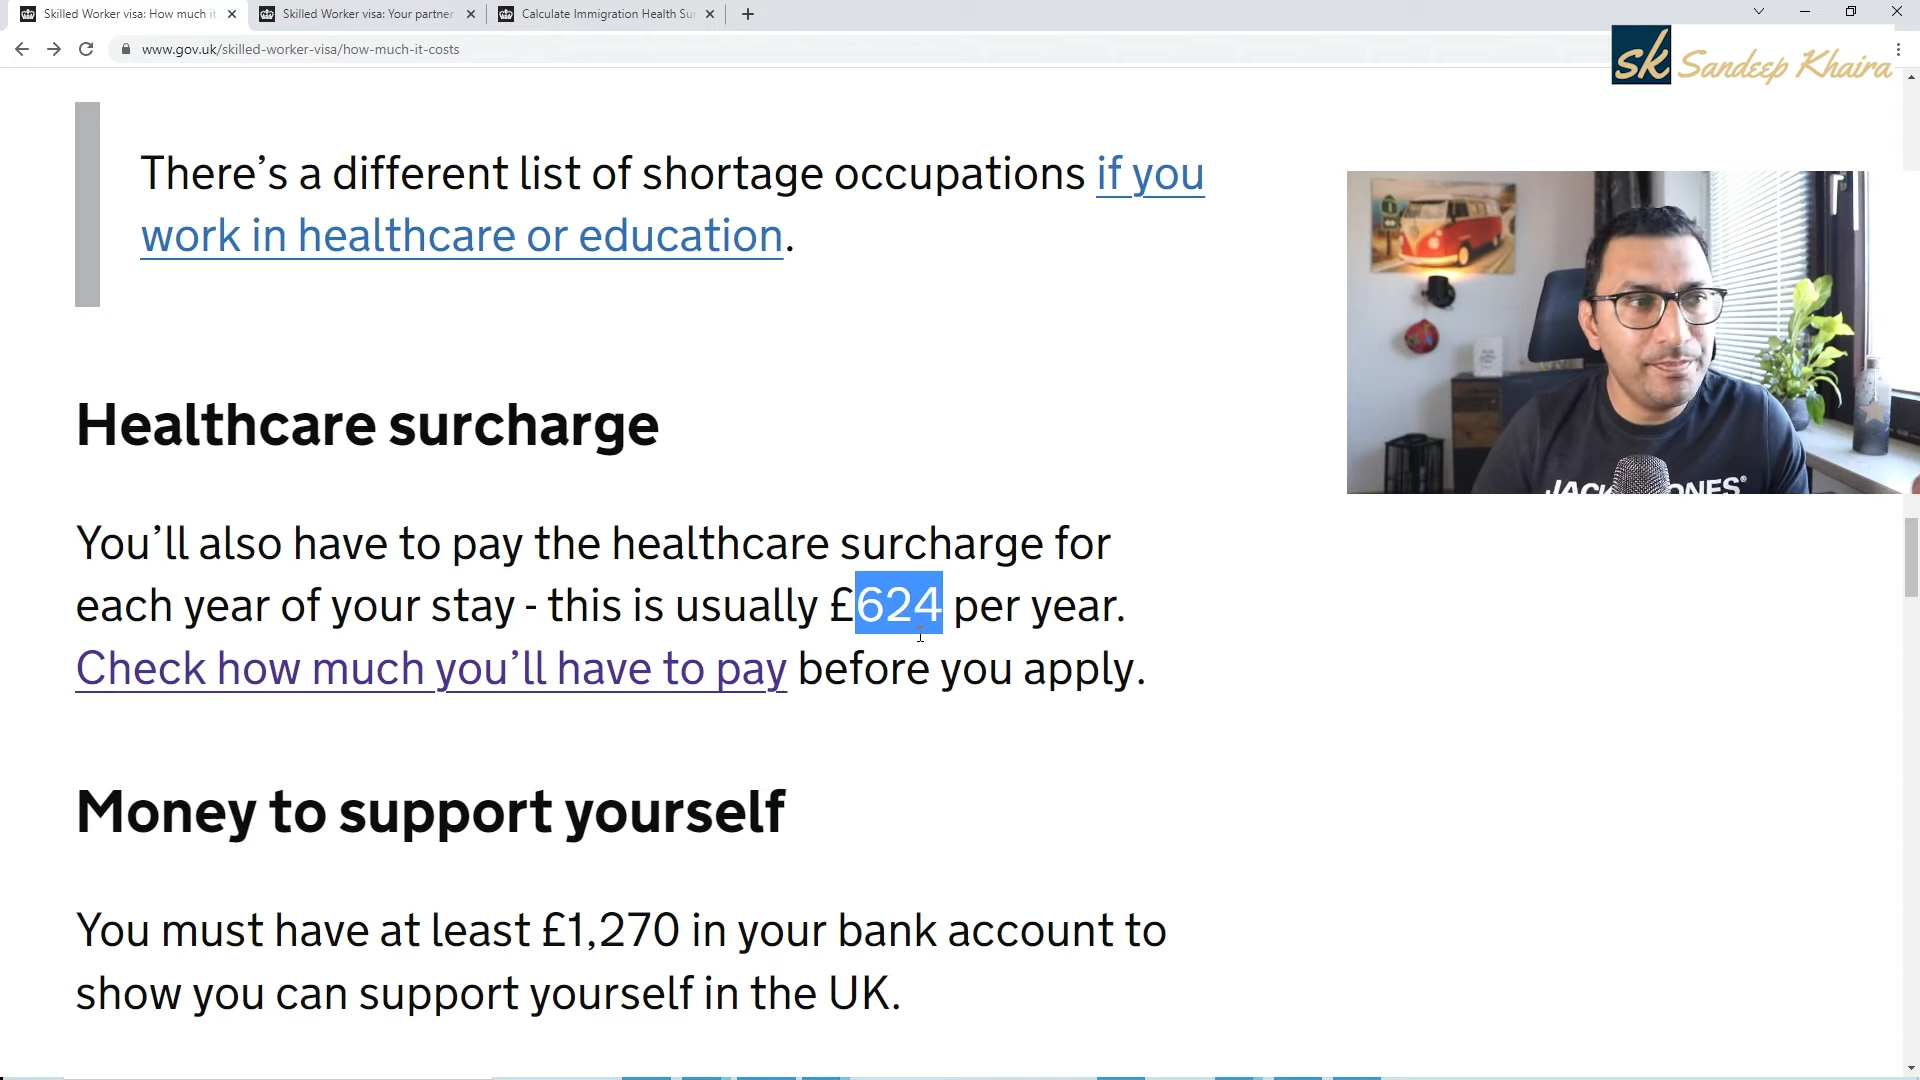 Skilled Worker visa: How much it
Skilled Worker visa: Your partner
Calculate Immigration Health Su
www.gov.uk/skilled-worker-visa/how-much-it-costs
sk Sandeep Khaira
There’s a different list of shortage occupations if you
work in healthcare or education.
Healthcare surcharge
You’ll also have to pay the healthcare surcharge for
each year of your stay - this is usually £624 per year.
Check how much you’ll have to pay before you apply.
Money to support yourself
You must have at least £1,270 in your bank account to
show you can support yourself in the UK.